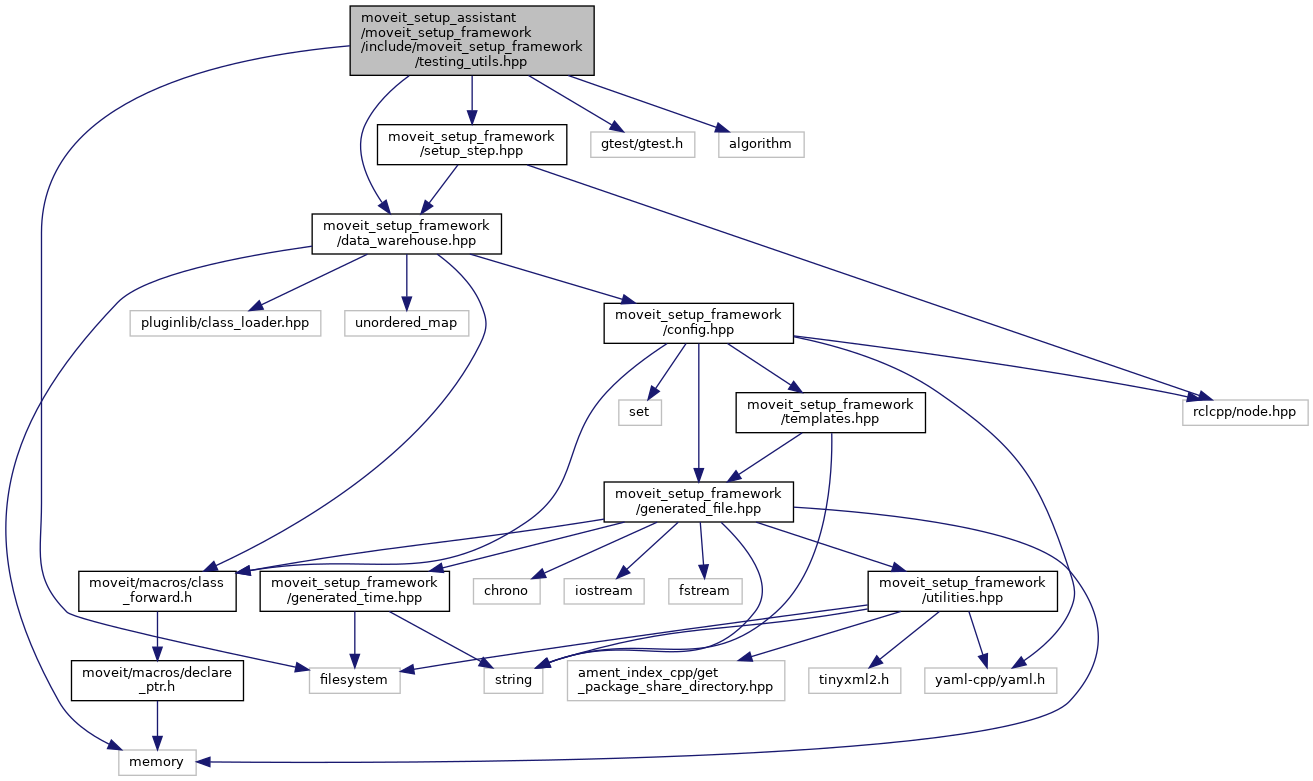 moveit_setup_assistant
/moveit_setup_framework
/include/moveit_setup_framework
/testing_utils.hpp
moveit_setup_framework
/setup_step.hpp
gtest/gtest.h
algorithm
moveit_setup_framework
/data_warehouse.hpp
pluginlib/class_loader.hpp
unordered_map
moveit_setup_framework
/config.hpp
set
moveit_setup_framework
/templates.hpp
rclcpp/node.hpp
moveit_setup_framework
/generated_file.hpp
moveit/macros/class
_forward.h
moveit_setup_framework
/generated_time.hpp
chrono
iostream
fstream
moveit_setup_framework
/utilities.hpp
moveit/macros/declare
_ptr.h
filesystem
string
ament_index_cpp/get
_package_share_directory.hpp
tinyxml2.h
yaml-cpp/yaml.h
memory